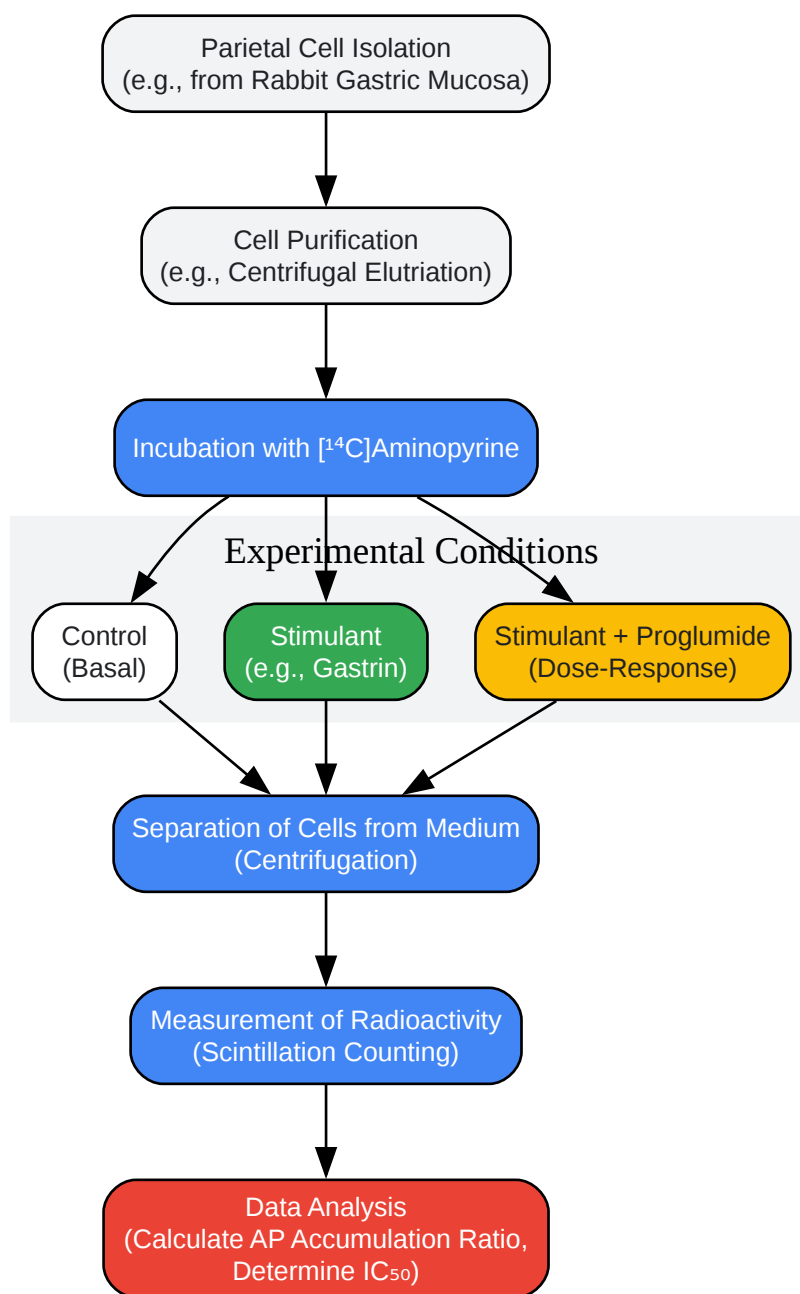 Parietal Cell Isolation
(e.g., from Rabbit Gastric Mucosa)
Cell Purification
(e.g., Centrifugal Elutriation)
Incubation with [¹⁴C]Aminopyrine
Experimental Conditions
Control
(Basal)
Stimulant
(e.g., Gastrin)
Stimulant + Proglumide
(Dose-Response)
Separation of Cells from Medium
(Centrifugation)
Measurement of Radioactivity
(Scintillation Counting)
Data Analysis
(Calculate AP Accumulation Ratio,
Determine IC₅₀)